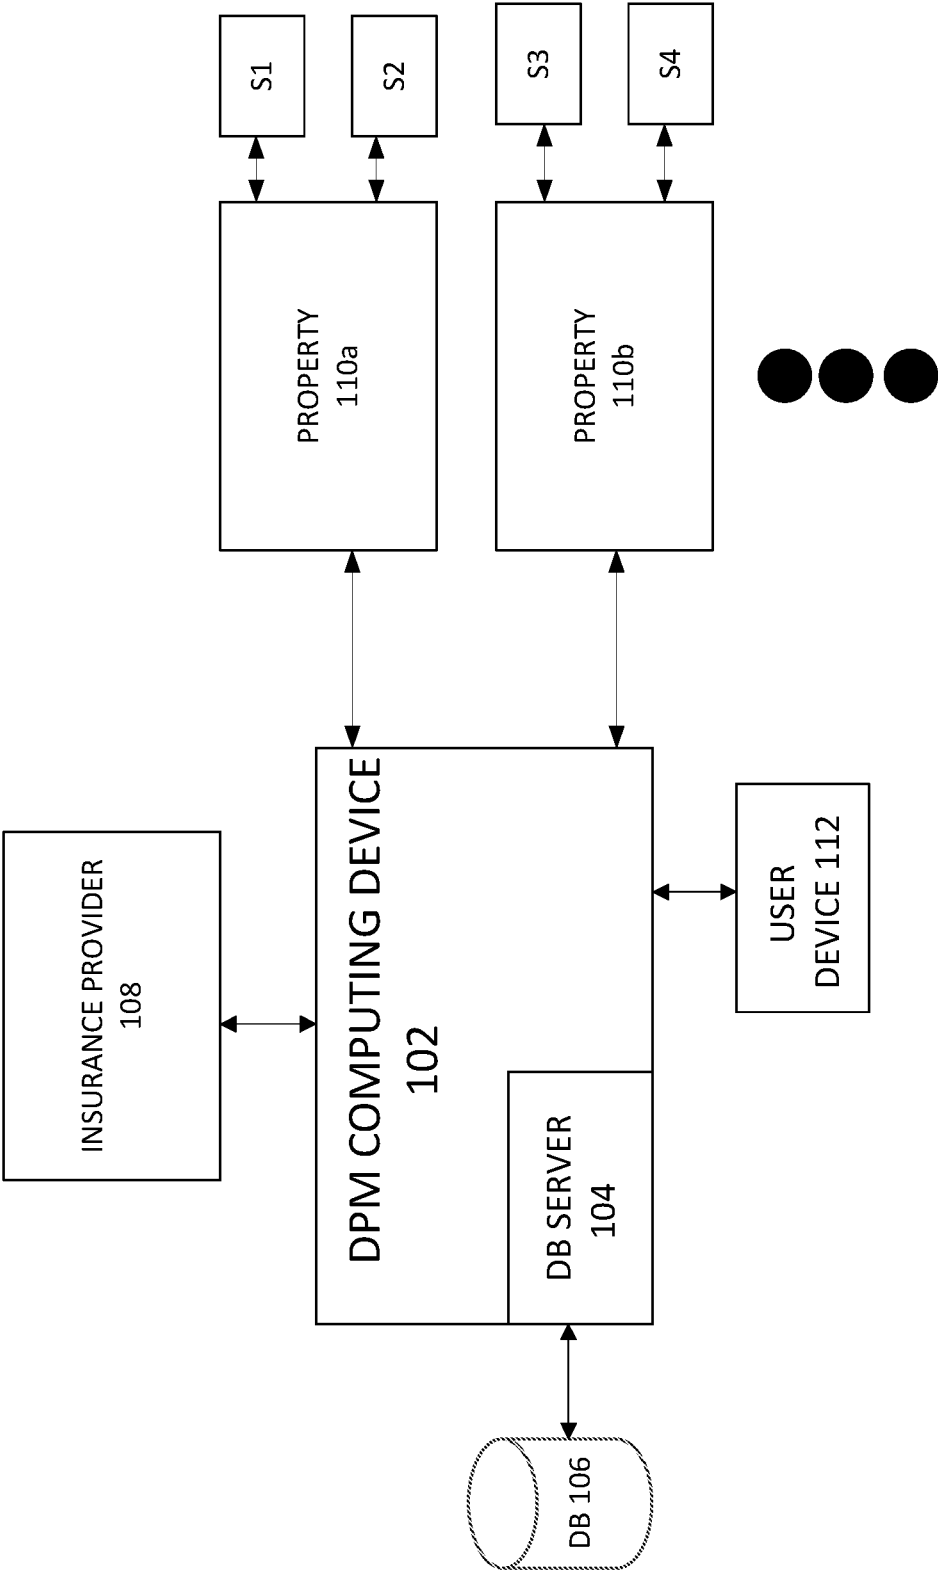 INSURANCE PROVIDER
108
DPM COMPUTING DEVICE
102
DB SERVER
104
DB 106
USER
DEVICE 112
PROPERTY
110a
PROPERTY
110b
S1
S2
S3
S4